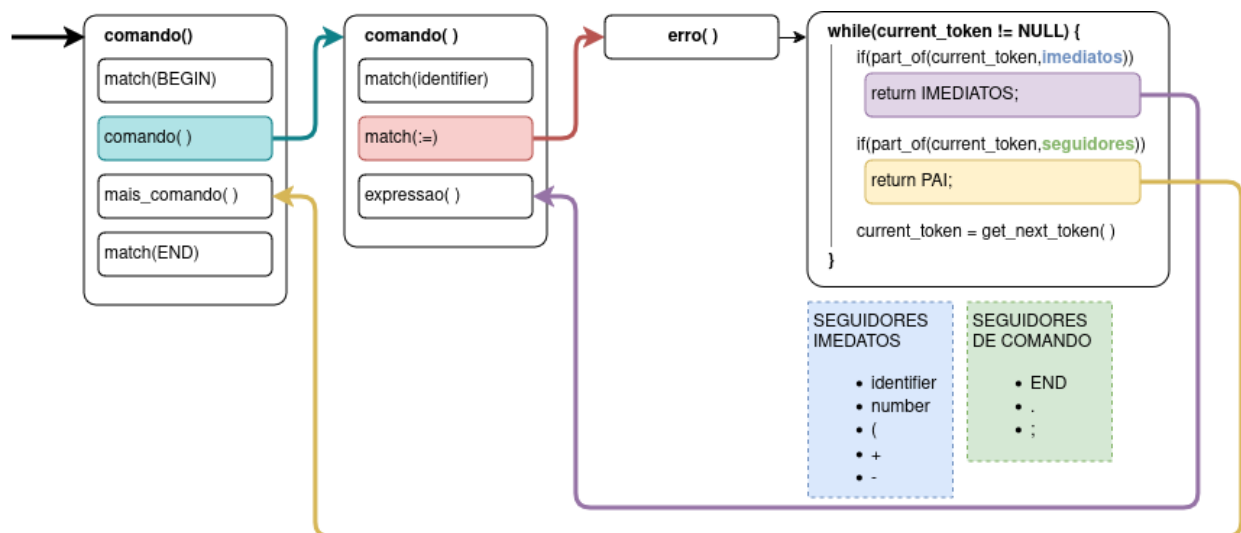 comando()
match(BEGIN)
comando( )
mais_comando( )
match(END)
comando( )
match(identifier)
match(:=)
expressao( )
erro( )
while(current_token != NULL) {
if(part_of(current_token,imediatos))
return IMEDIATOS;
if(part_of(current_token,seguidores))
return PAI;
current_token = get_next_token( )
}
SEGUIDORES
IMEDATOS
• identifier
• number
• (
• +
• -
SEGUIDORES
DE COMANDO
• END
• .
• ;